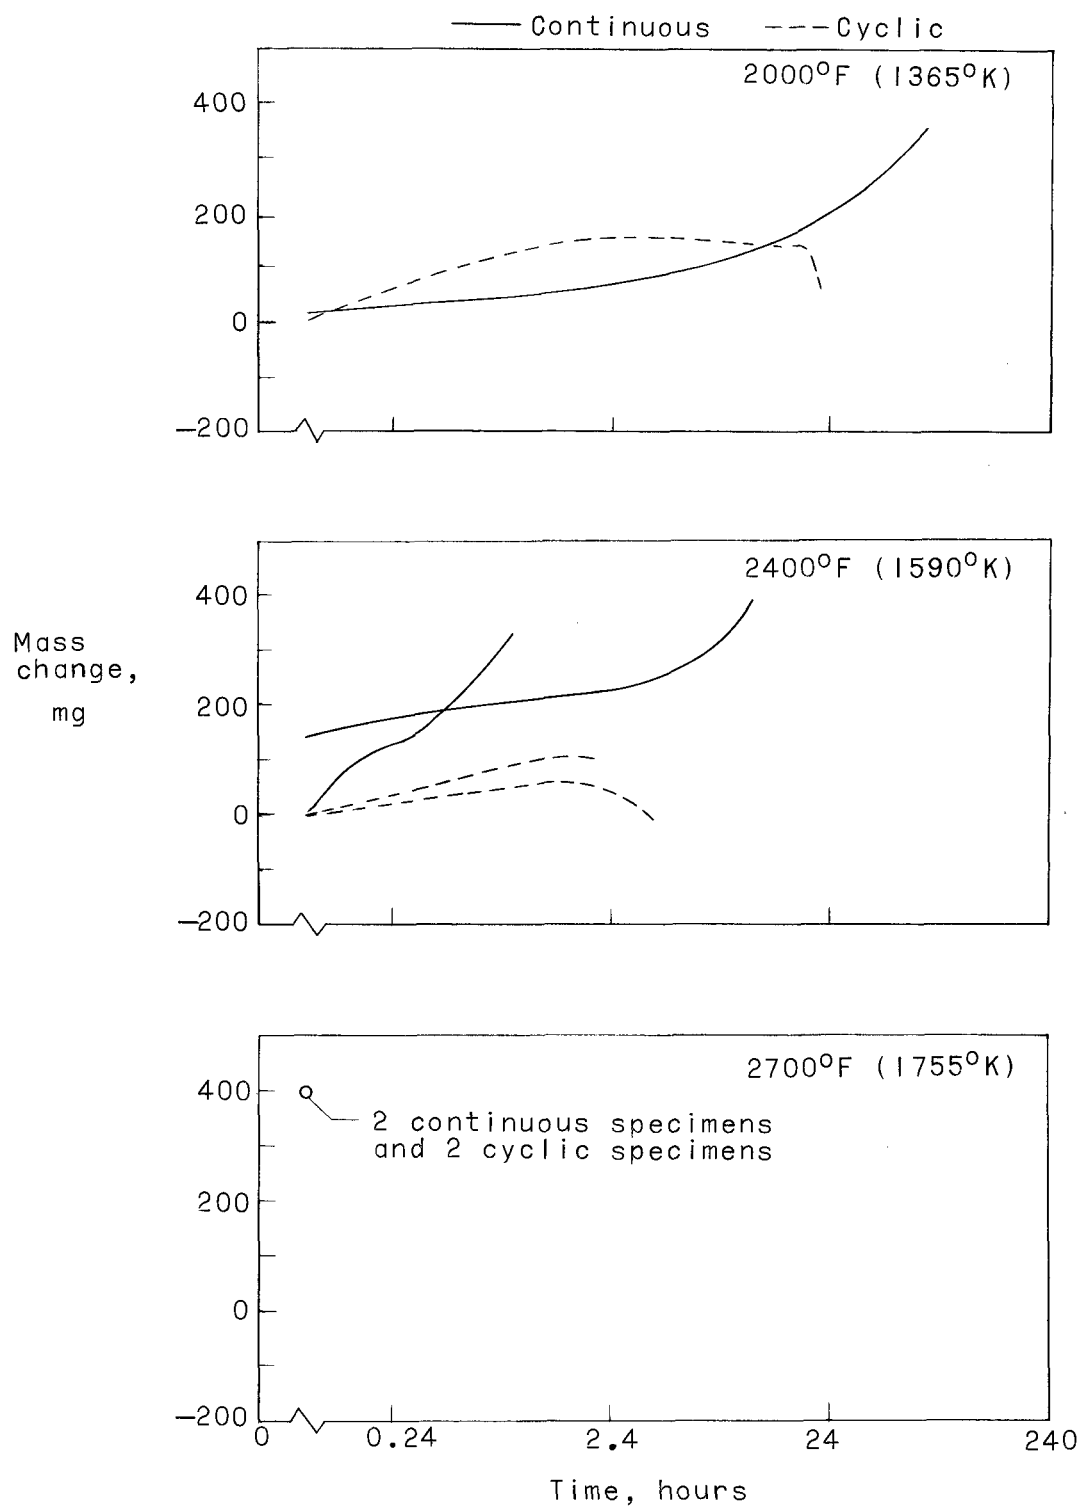 Continuous Cyclic
2000°F (1365°K)
400
200
0
−200
2400°F (1590°K)
400
200
0
−200
Mass
change,
mg
2700°F (1755°K)
400
2 continuous specimens
and 2 cyclic specimens
200
0
−200
0 0.24 2.4 24 240
Time, hours